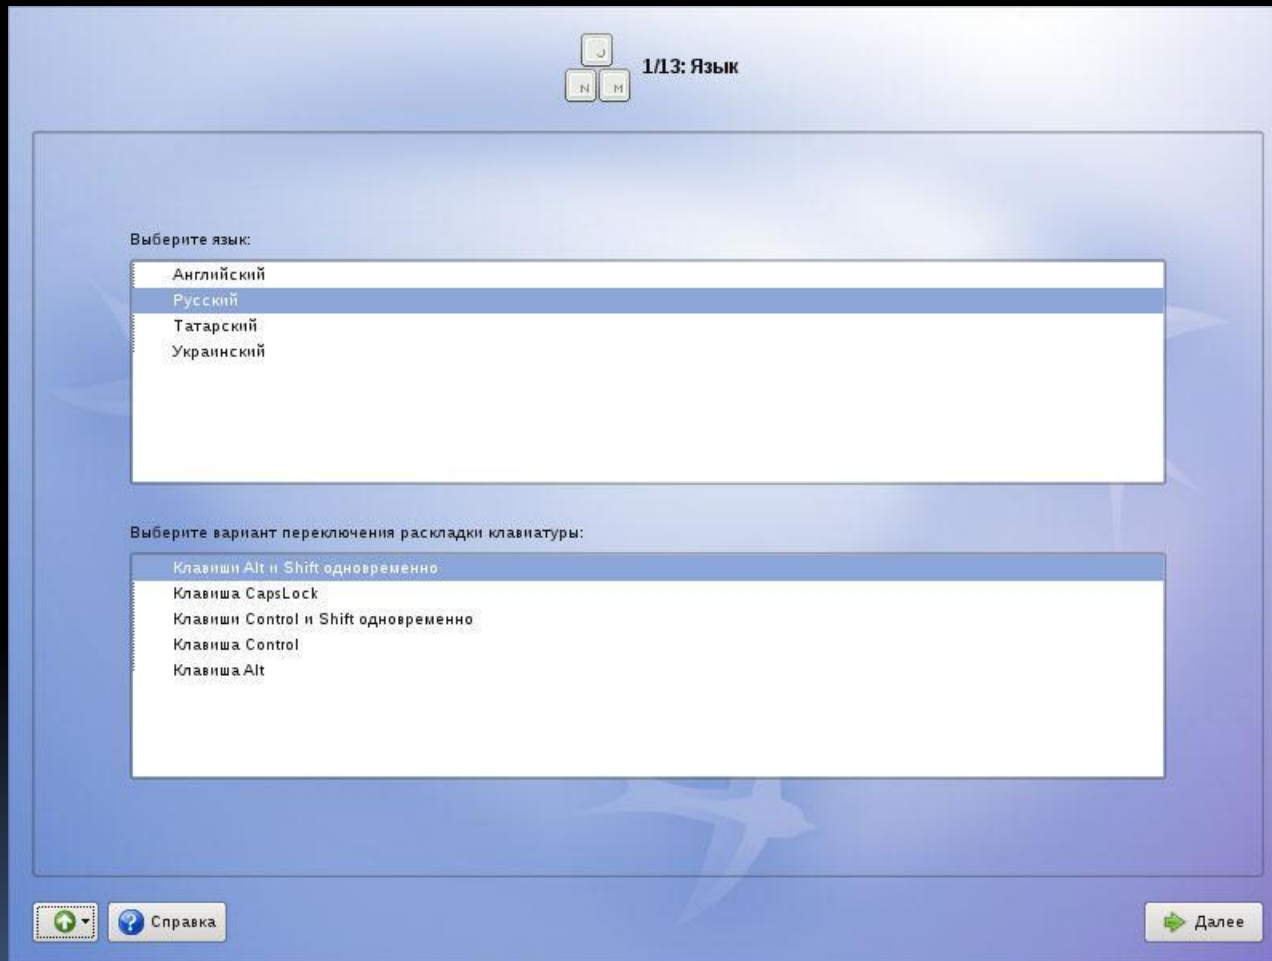 J
N M
1/13: Язык
Выберите язык:
Английский
Русский
Татарский
Украинский
Выберите вариант переключения раскладки клавиатуры:
Клавиши Alt и Shift одновременно
Клавиша CapsLock
Клавиши Control и Shift одновременно
Клавиша Control
Клавиша Alt
Справка
Далее